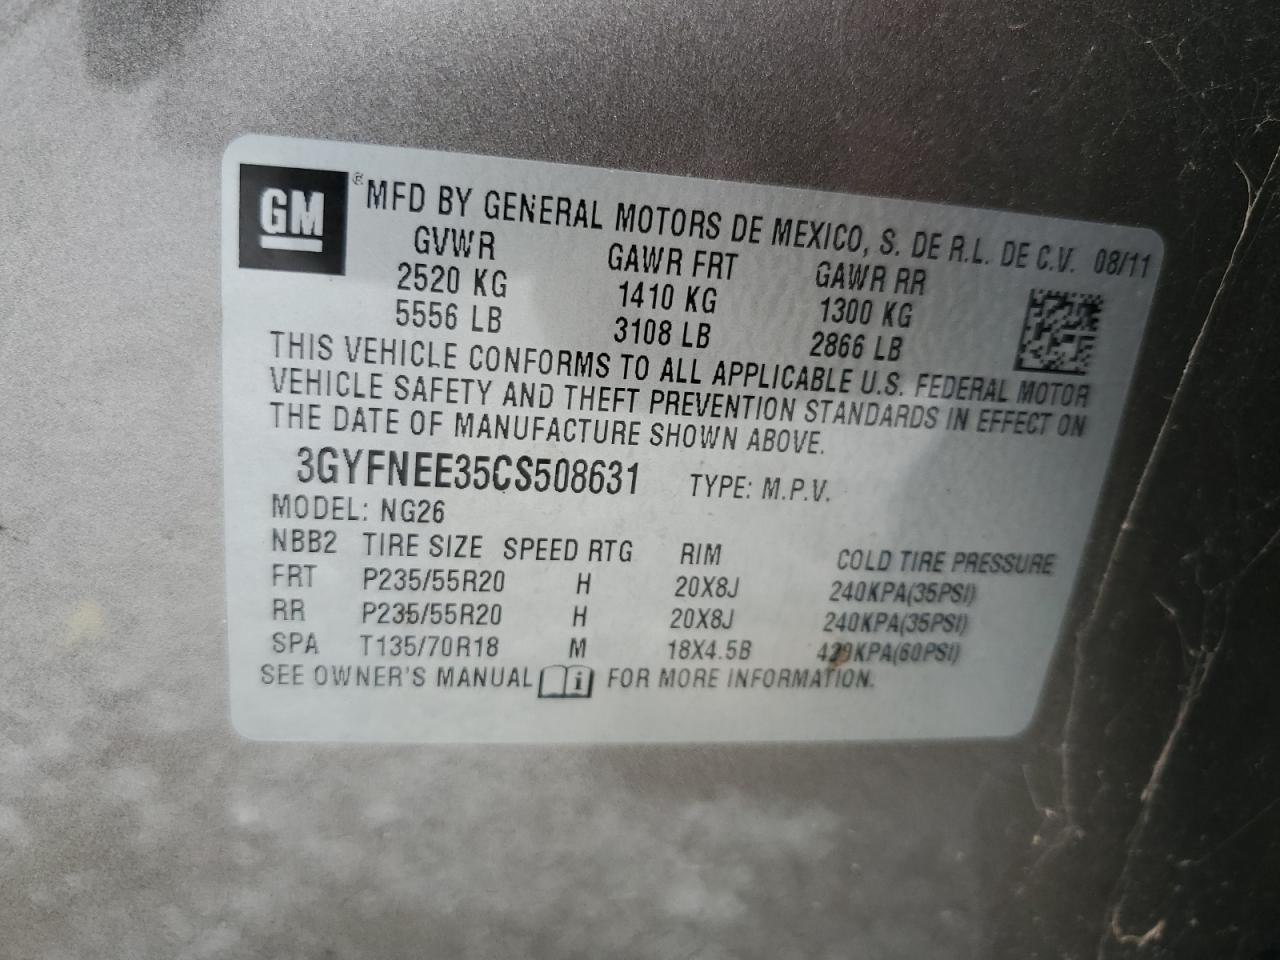 GM ® MFD BY GENERAL MOTORS DE MEXICO, S. DE R.L. DE C.V. 08/11
GVWR GAWR FRT GAWR RR
2520 KG 1410 KG 1300 KG
5556 LB 3108 LB 2866 LB
THIS VEHICLE CONFORMS TO ALL APPLICABLE U.S. FEDERAL MOTOR
VEHICLE SAFETY AND THEFT PREVENTION STANDARDS IN EFFECT ON
THE DATE OF MANUFACTURE SHOWN ABOVE.
3GYFNEE35CS508631 TYPE: M.P.V.
MODEL: NG26
NBB2 TIRE SIZE SPEED RTG RIM COLD TIRE PRESSURE
FRT P235/55R20 H 20X8J 240KPA(35PSI)
RR P235/55R20 H 20X8J 240KPA(35PSI)
SPA T135/70R18 M 18X4.5B 420KPA(60PSI)
SEE OWNER'S MANUAL i FOR MORE INFORMATION.